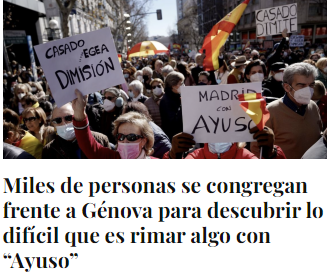 CASADO
DIMITE
CASADO EGEA
DIMISIÓN
MADRID
CON
AYUSO
Miles de personas se congregan
frente a Génova para descubrir lo
difícil que es rimar algo con
“Ayuso”